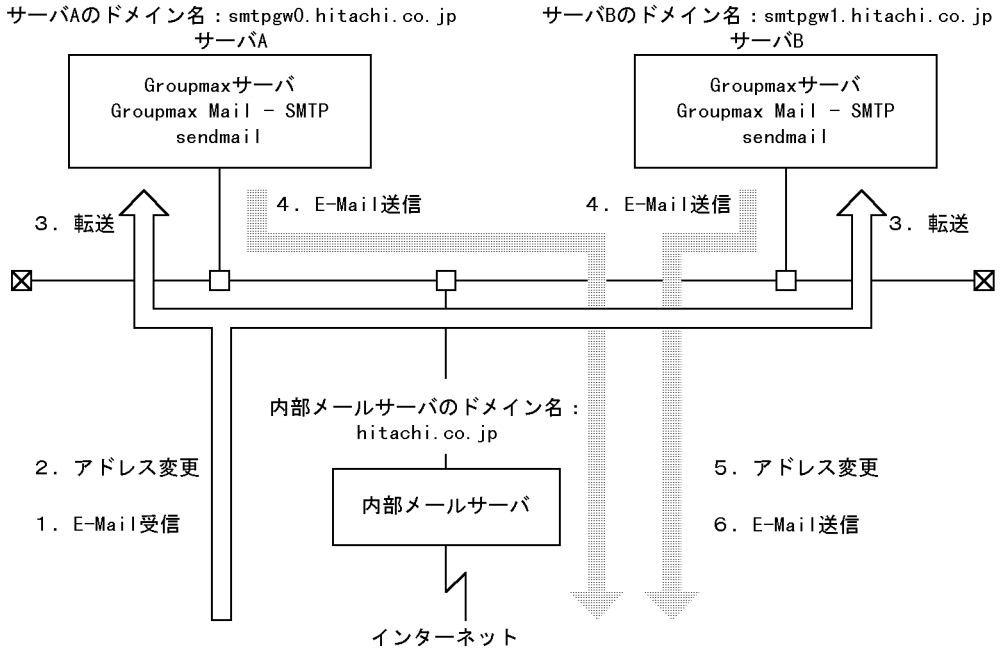 サーバAのドメイン名：smtpgw0.hitachi.co.jp
サーバBのドメイン名：smtpgw1.hitachi.co.jp
サーバA
サーバB
Groupmaxサーバ
Groupmax Mail － SMTP
sendmail
Groupmaxサーバ
Groupmax Mail － SMTP
sendmail
3．転送
4．E-Mail送信
4．E-Mail送信
3．転送
内部メールサーバのドメイン名：
hitachi.co.jp
2．アドレス変更
1．E-Mail受信
内部メールサーバ
5．アドレス変更
6．E-Mail送信
インターネット